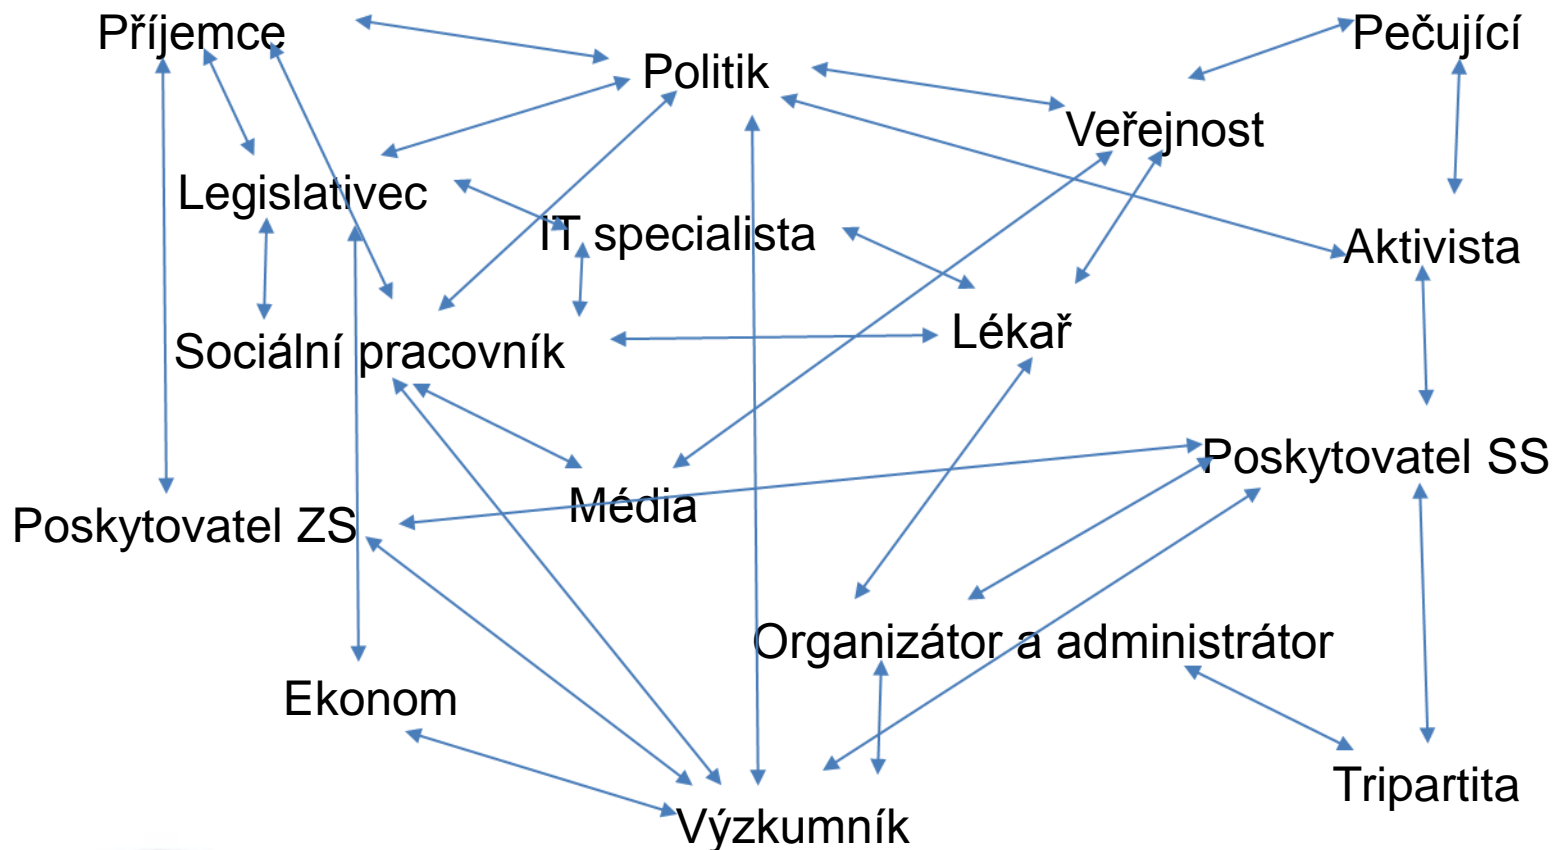 Příjemce
Pečující
Politik
Veřejnost
Legislativec
IT specialista
Aktivista
Sociální pracovník
Lékař
Poskytovatel SS
Média
Poskytovatel ZS
Organizátor a administrátor
Ekonom
Tripartita
Výzkumník